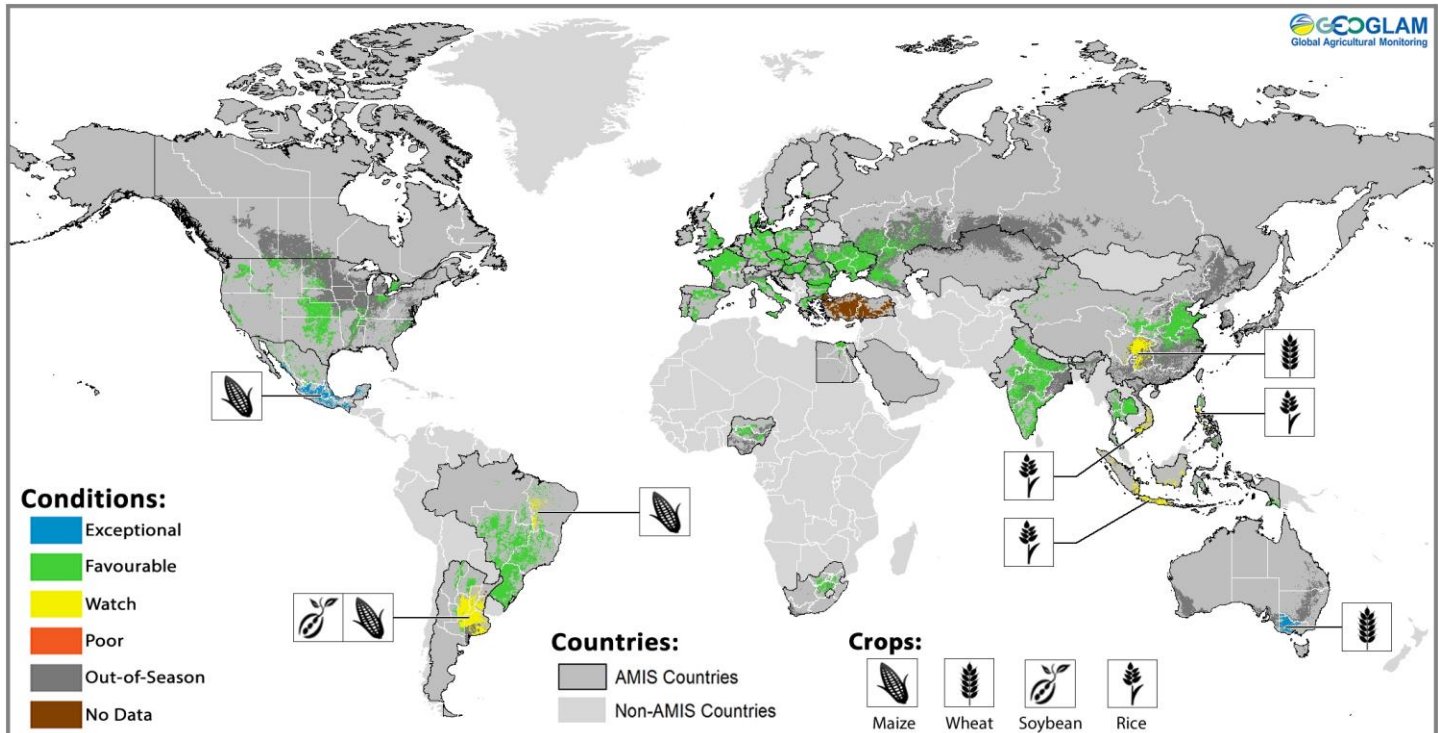 GEOGLAM
Global Agricultural Monitoring
Conditions:
Exceptional
Favourable
Watch
Poor
Out-of-Season
No Data
Countries:
AMIS Countries
Non-AMIS Countries
Crops:
Maize
Wheat
Soybean
Rice